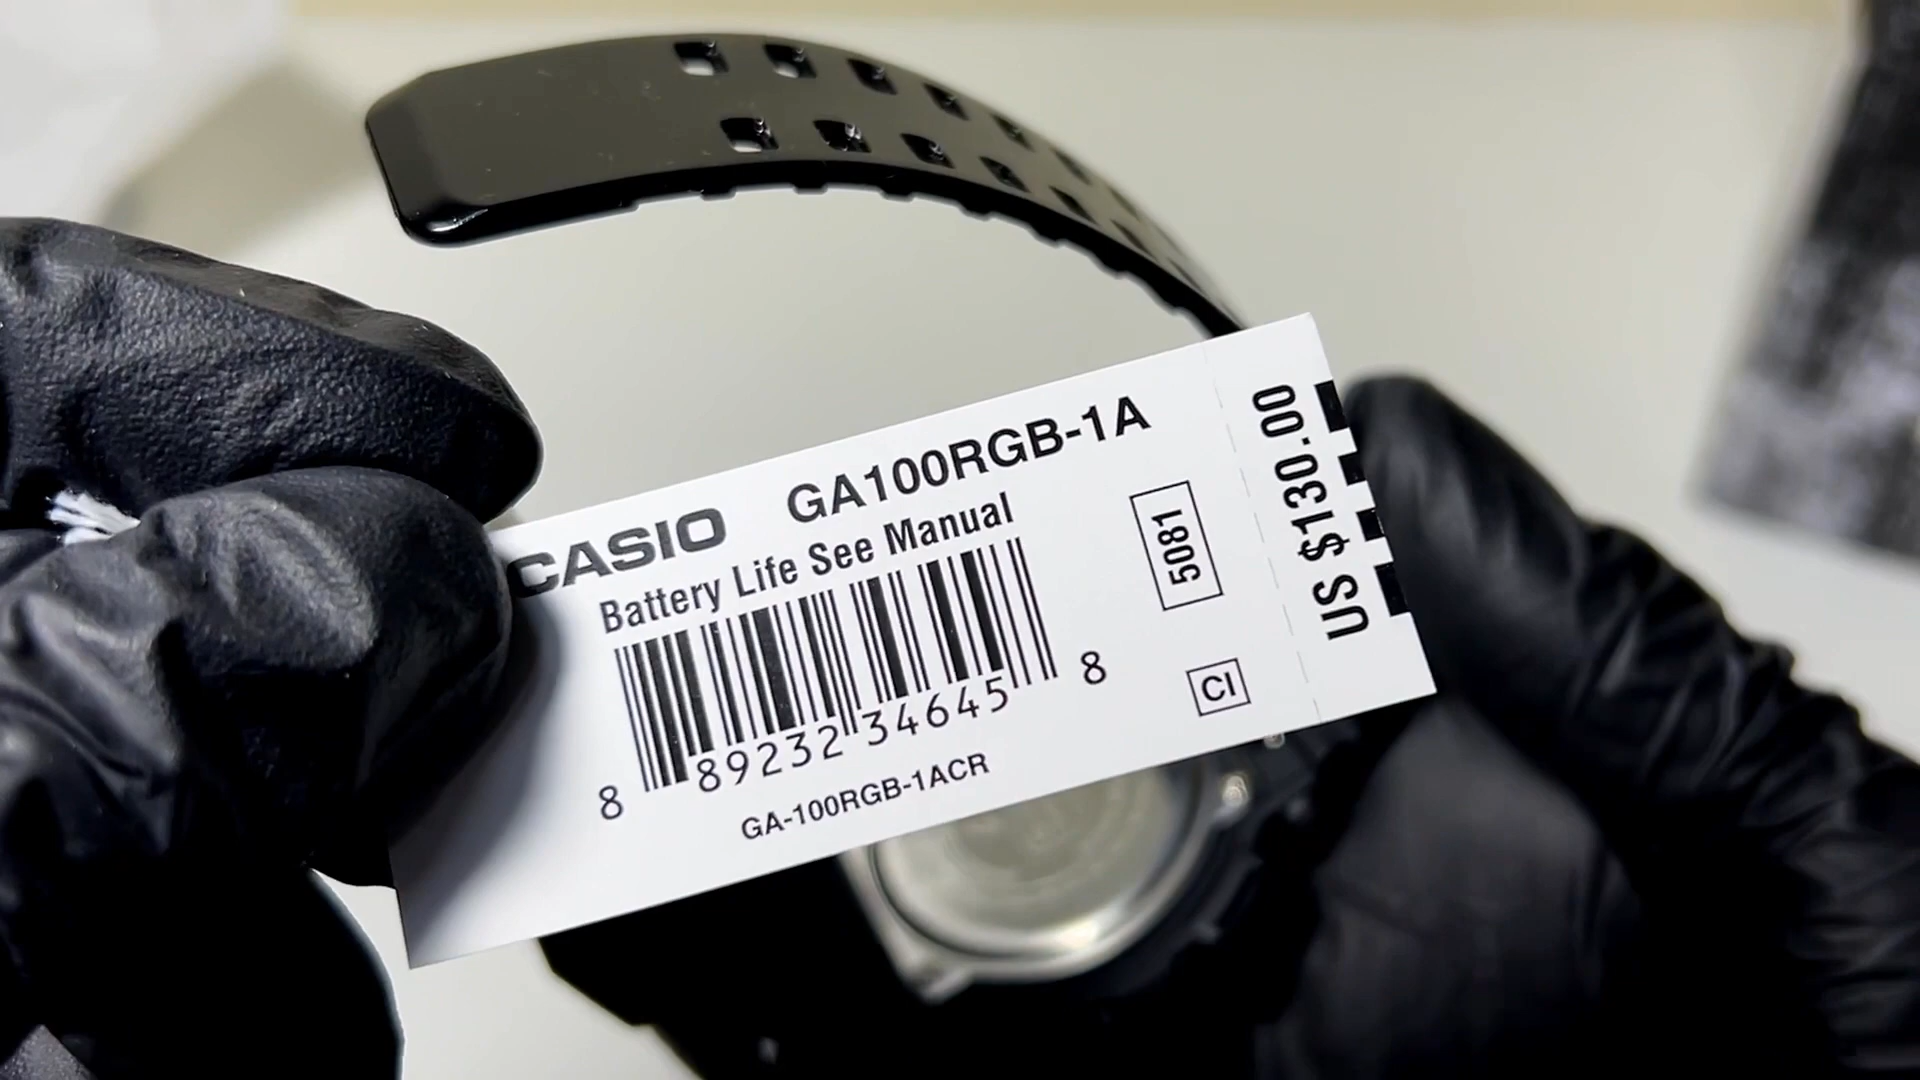 CASIO GA100RGB-1A
Battery Life See Manual
8 89232 34645 8
GA-100RGB-1ACR
5081
CI
US $130.00